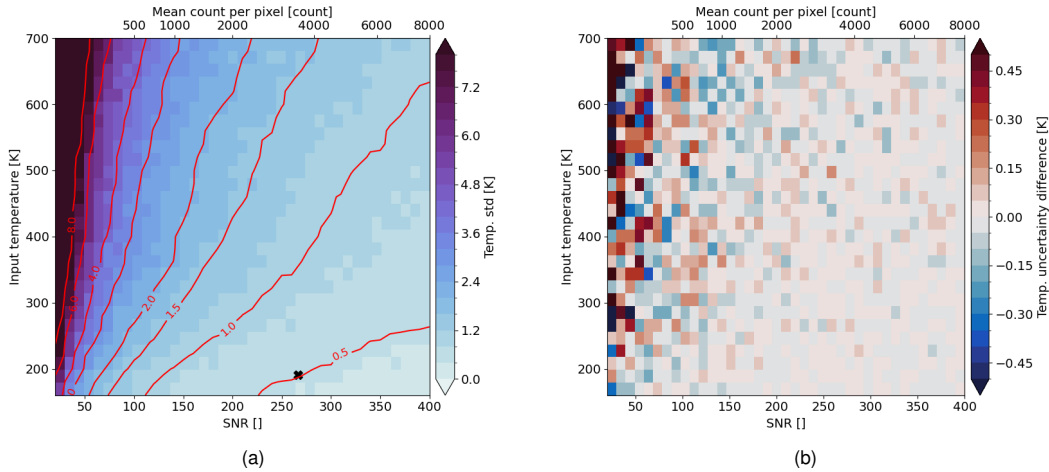 Mean count per pixel [count]
500 1000 2000 4000 6000 8000
700
600
500
400
300
200
Input temperature [K]
8.0
4.0
2.0
1.5
1.0
0.5
50 100 150 200 250 300 350 400
SNR []
7.2
6.0
4.8
3.6
2.4
1.2
0.0
Temp. std [K]
(a)
Mean count per pixel [count]
500 1000 2000 4000 6000 8000
700
600
500
400
300
200
Input temperature [K]
50 100 150 200 250 300 350 400
SNR []
0.45
0.30
0.15
0.00
−0.15
−0.30
−0.45
Temp. uncertainty difference [K]
(b)